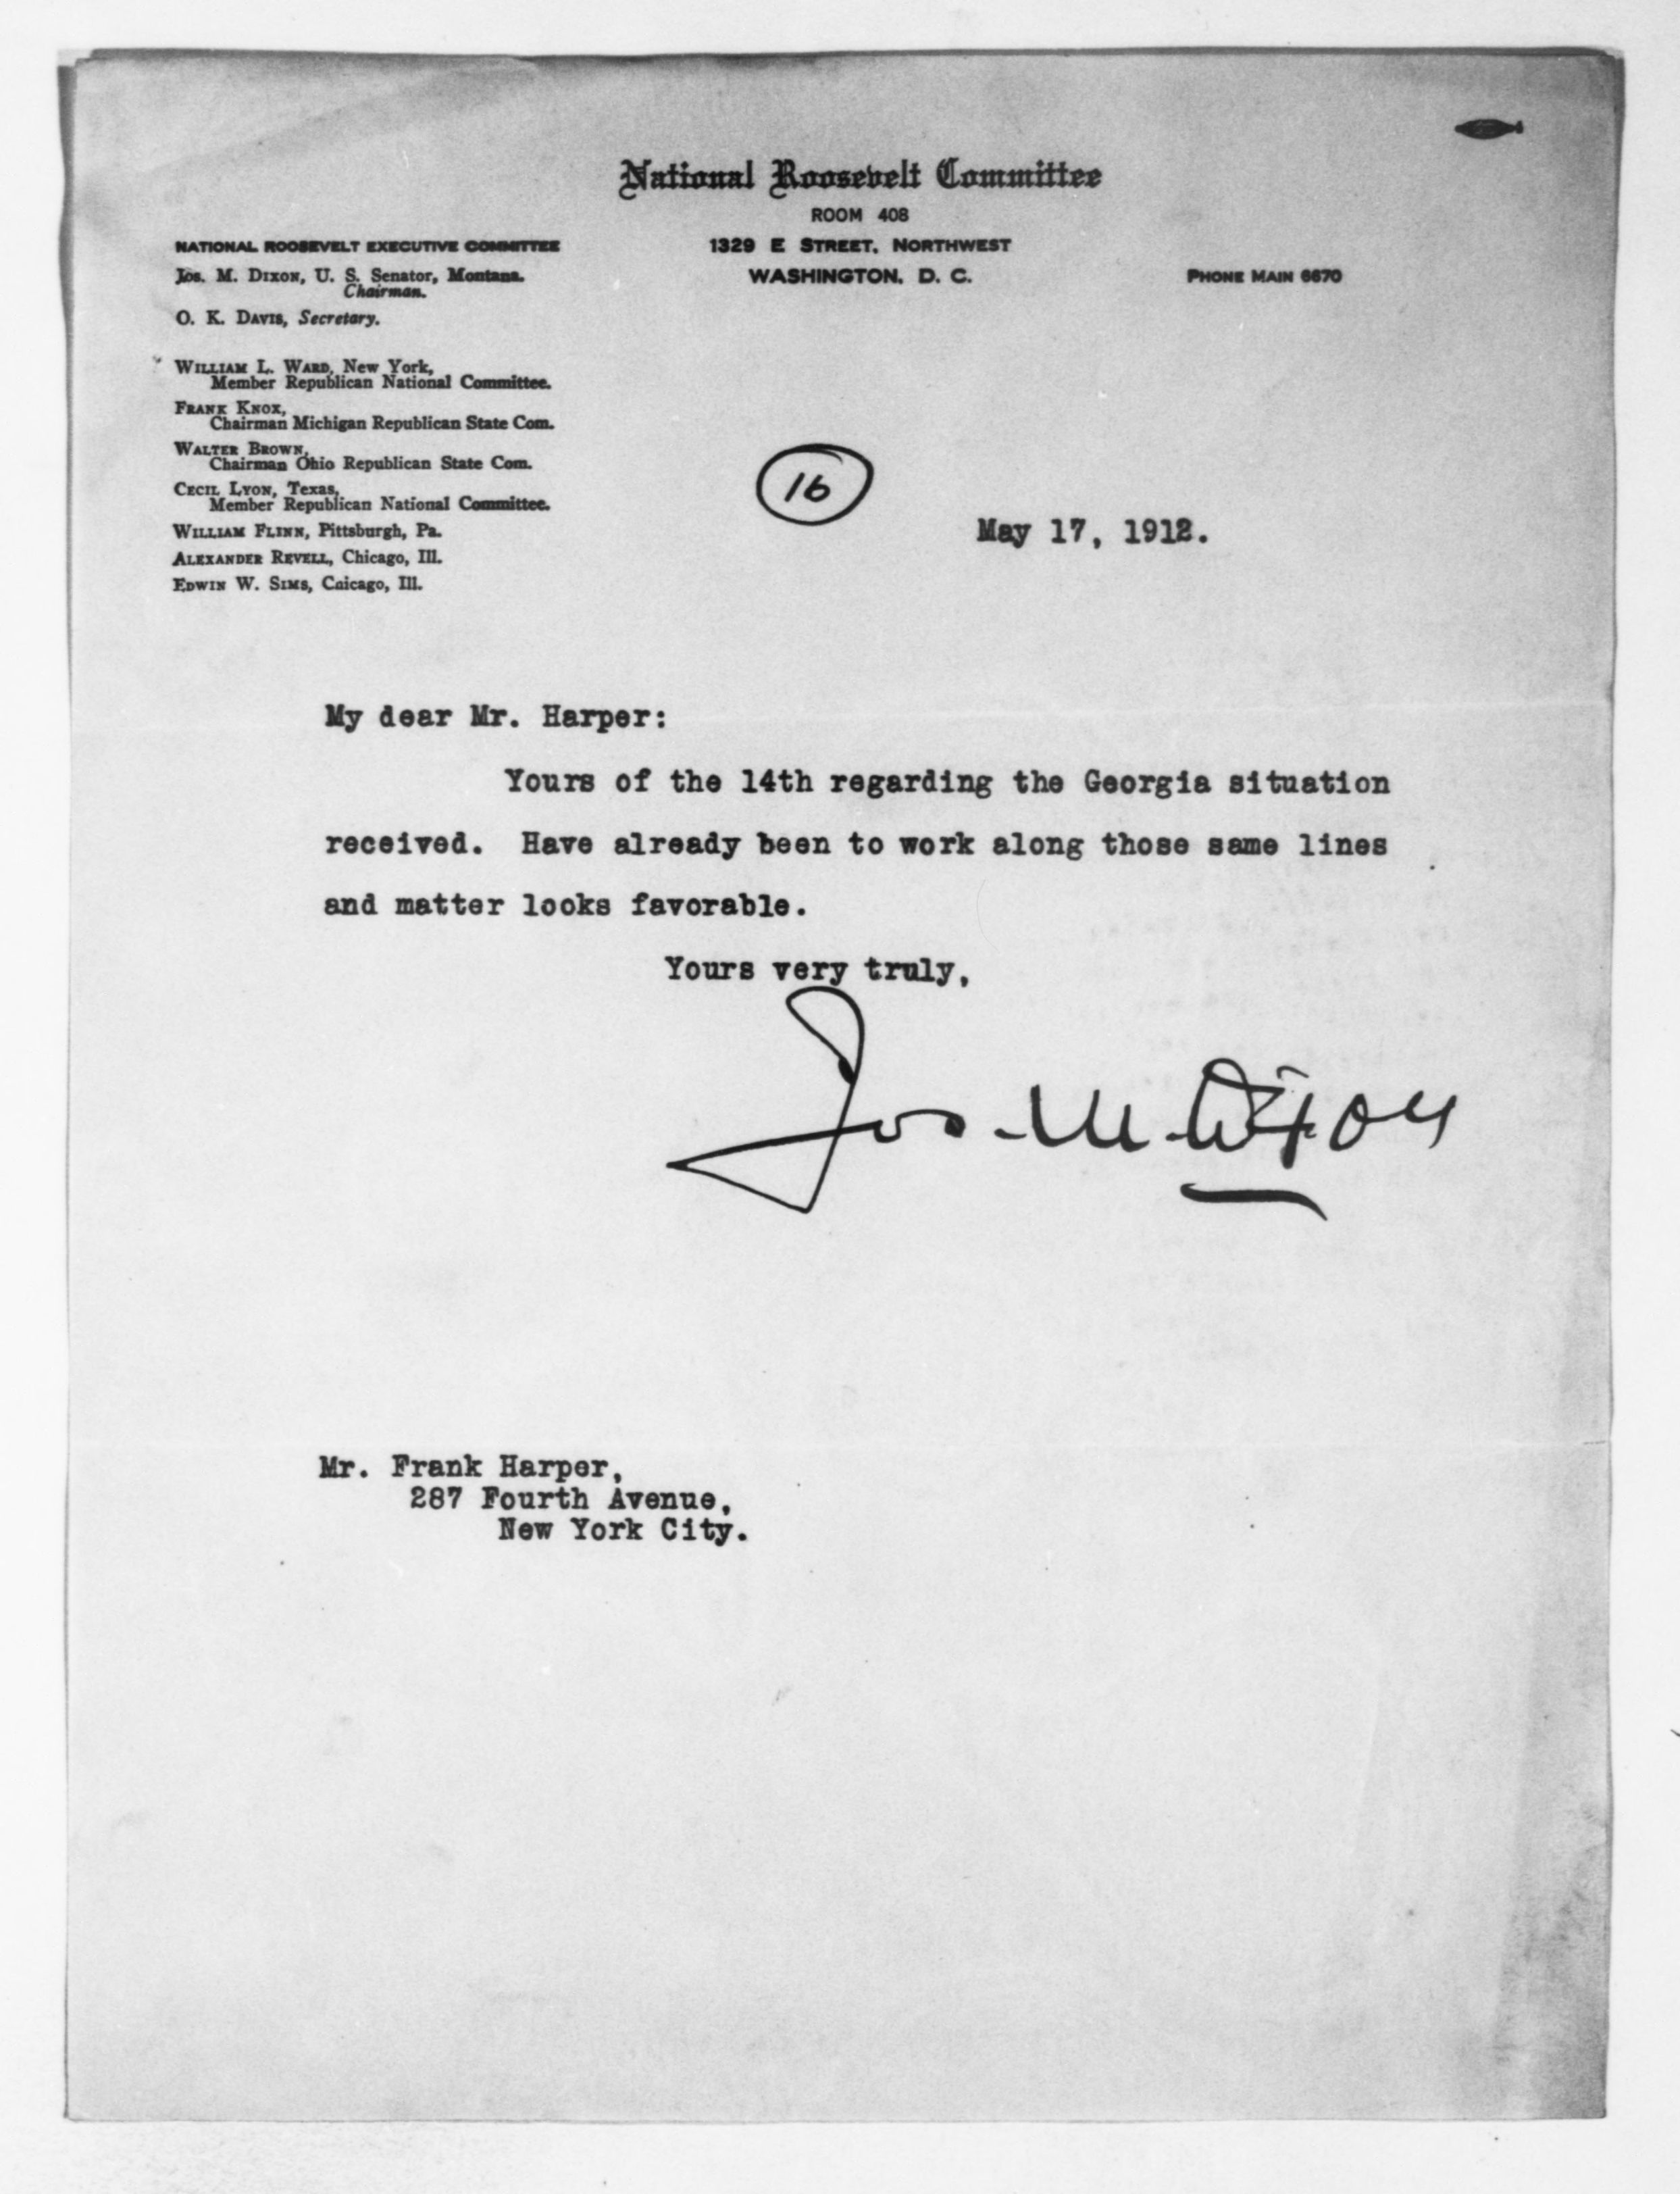 National Roosevelt Committee
ROOM 408
1329 E STREET, NORTHWEST
WASHINGTON, D. C.
PHONE MAIN 6670
NATIONAL ROOSEVELT EXECUTIVE COMMITTEE
Jos. M. Dixon, U. S. Senator, Montana.
Chairman.
O. K. Davis, Secretary.
William L. Ward, New York,
Member Republican National Committee.
Frank Knox,
Chairman Michigan Republican State Com.
Walter Brown,
Chairman Ohio Republican State Com.
Cecil Lyon, Texas,
Member Republican National Committee.
William Flinn, Pittsburgh, Pa.
Alexander Revell, Chicago, Ill.
Edwin W. Sims, Caicago, Ill.
16
May 17, 1912.
My dear Mr. Harper:
Yours of the 14th regarding the Georgia situation
received. Have already been to work along those same lines
and matter looks favorable.
Yours very truly,
Jos. M. Dixon
Mr. Frank Harper,
287 Fourth Avenue,
New York City.